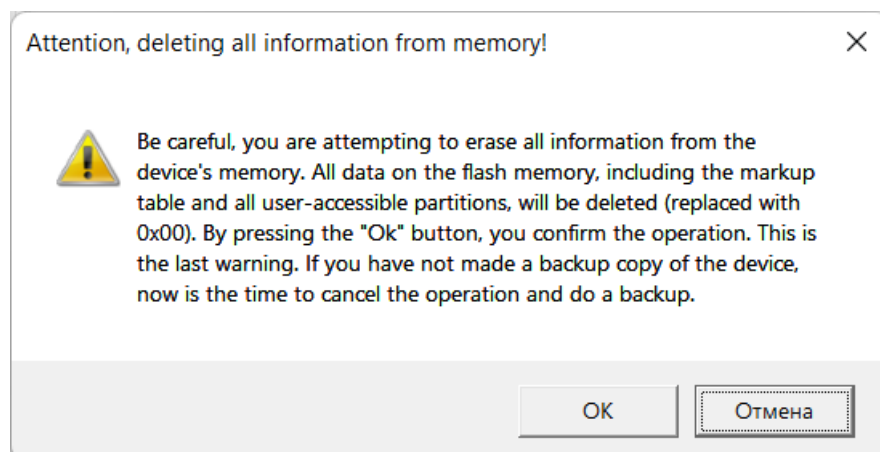 Attention, deleting all information from memory!
Be careful, you are attempting to erase all information from the
device's memory. All data on the flash memory, including the markup
table and all user-accessible partitions, will be deleted (replaced with
0x00). By pressing the "Ok" button, you confirm the operation. This is
the last warning. If you have not made a backup copy of the device,
now is the time to cancel the operation and do a backup.
OK
Отмена